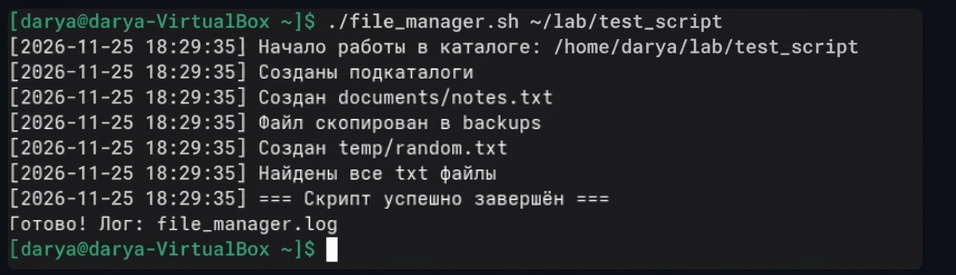 [darya@darya-VirtualBox ~]$ ./file_manager.sh ~/lab/test_script
[2026-11-25 18:29:35] Начало работы в каталоге: /home/darya/lab/test_script
[2026-11-25 18:29:35] Созданы подкаталоги
[2026-11-25 18:29:35] Создан documents/notes.txt
[2026-11-25 18:29:35] Файл скопирован в backups
[2026-11-25 18:29:35] Создан temp/random.txt
[2026-11-25 18:29:35] Найдены все txt файлы
[2026-11-25 18:29:35] === Скрипт успешно завершён ===
Готово! Лог: file_manager.log
[darya@darya-VirtualBox ~]$